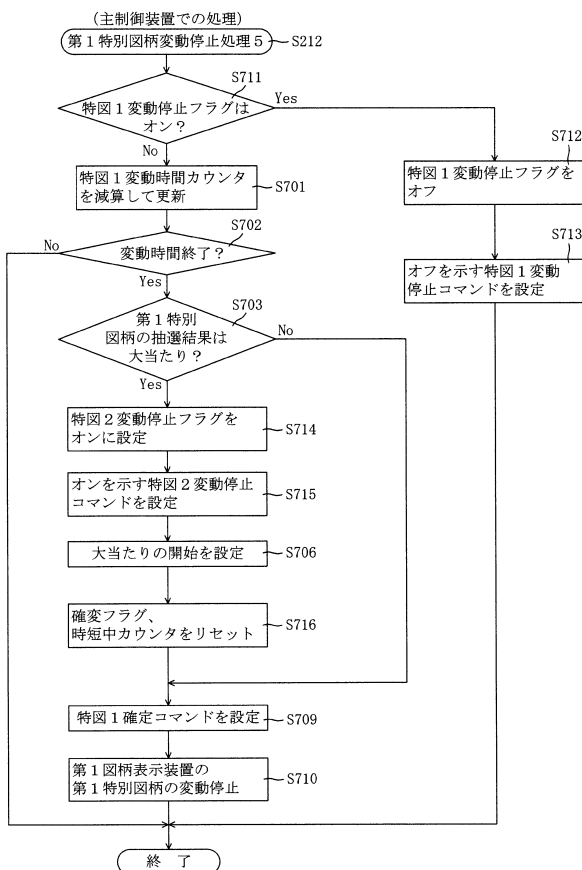 (主制御装置での処理)
第1特別図柄変動停止処理5
S212
S711
特図1変動停止フラグは
オン?
Yes
No
S712
特図1変動停止フラグを
オフ
特図1変動時間カウンタ
を減算して更新
S701
S713
オフを示す特図1変動
停止コマンドを設定
S702
変動時間終了?
No
Yes
S703
第1特別
図柄の抽選結果は
大当たり?
No
Yes
特図2変動停止フラグを
オンに設定
S714
オンを示す特図2変動停止
コマンドを設定
S715
大当たりの開始を設定
S706
確変フラグ、
時短中カウンタをリセット
S716
特図1確定コマンドを設定
S709
第1図柄表示装置の
第1特別図柄の変動停止
S710
終 了